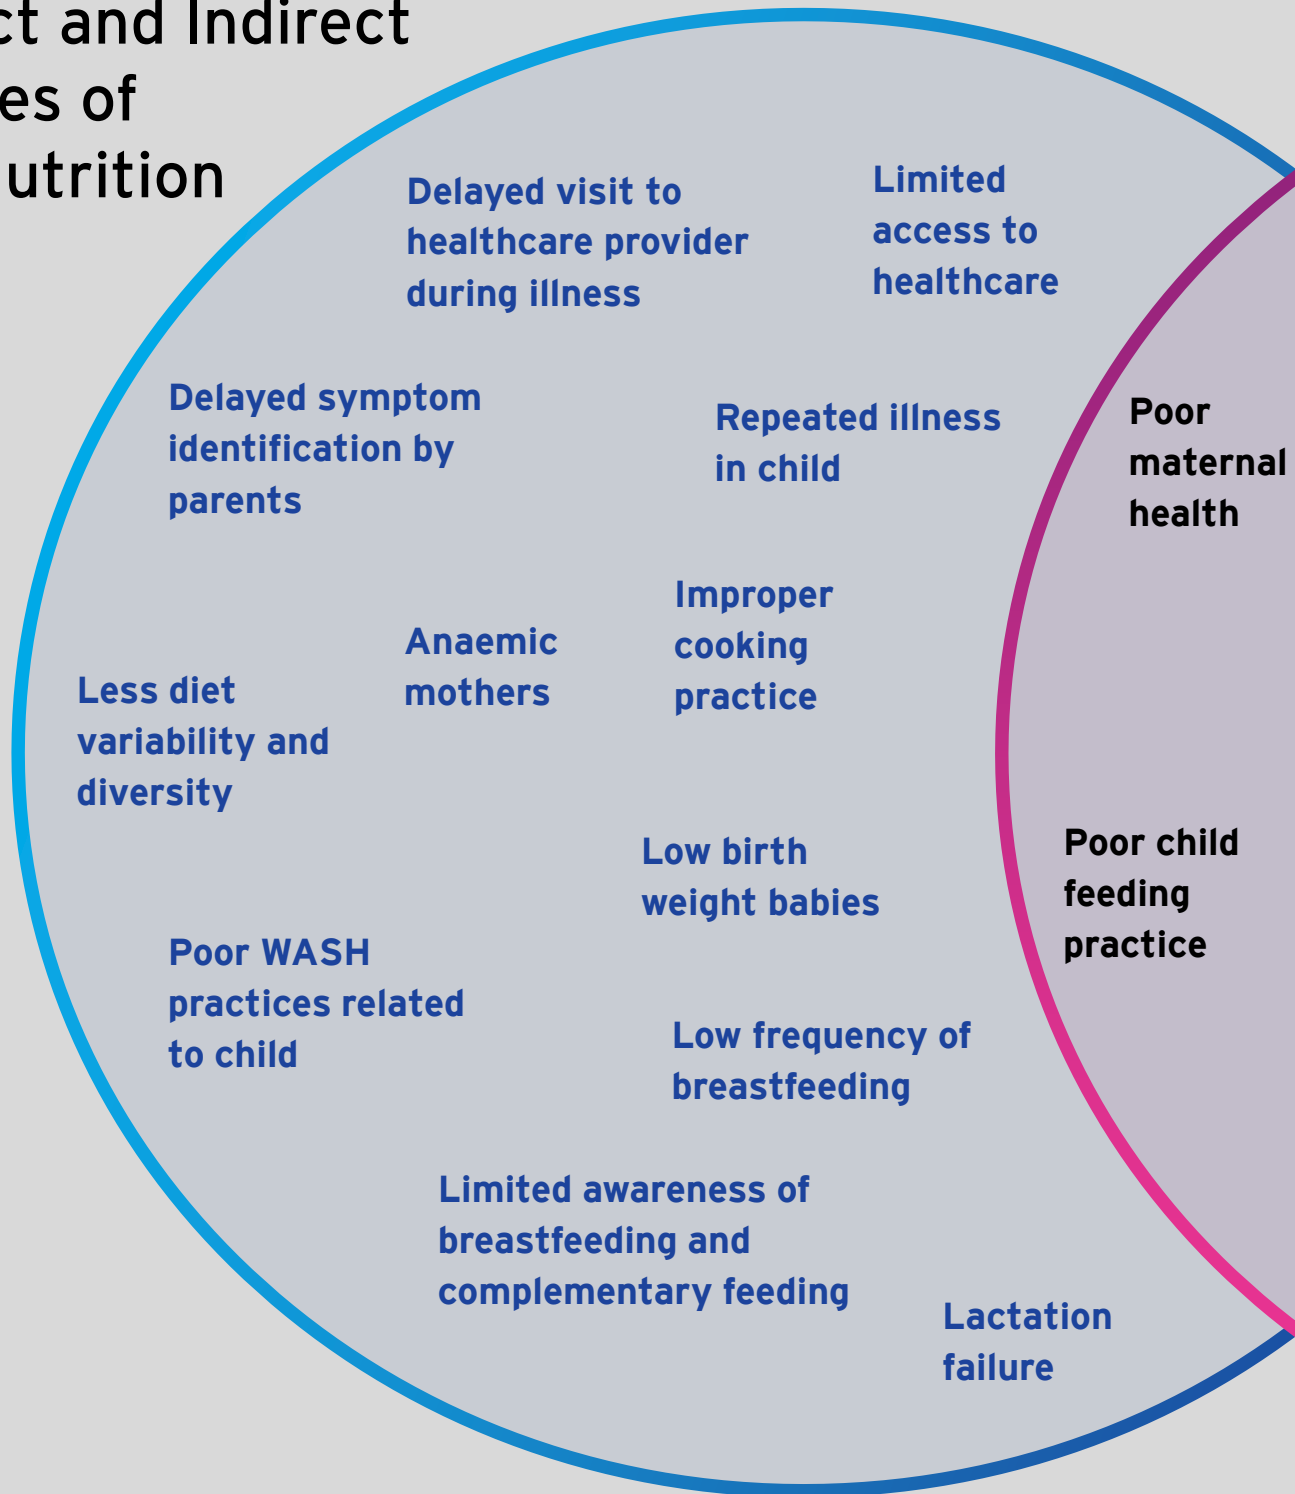 ct and Indirect
es of
utrition
Delayed visit to
healthcare provider
during illness
Limited
access to
healthcare
Delayed symptom
identification by
parents
Repeated illness
in child
Poor
maternal
health
Improper
cooking
practice
Anaemic
mothers
Less diet
variability and
diversity
Low birth
weight babies
Poor child
feeding
practice
Poor WASH
practices related
to child
Low frequency of
breastfeeding
Limited awareness of
breastfeeding and
complementary feeding
Lactation
failure